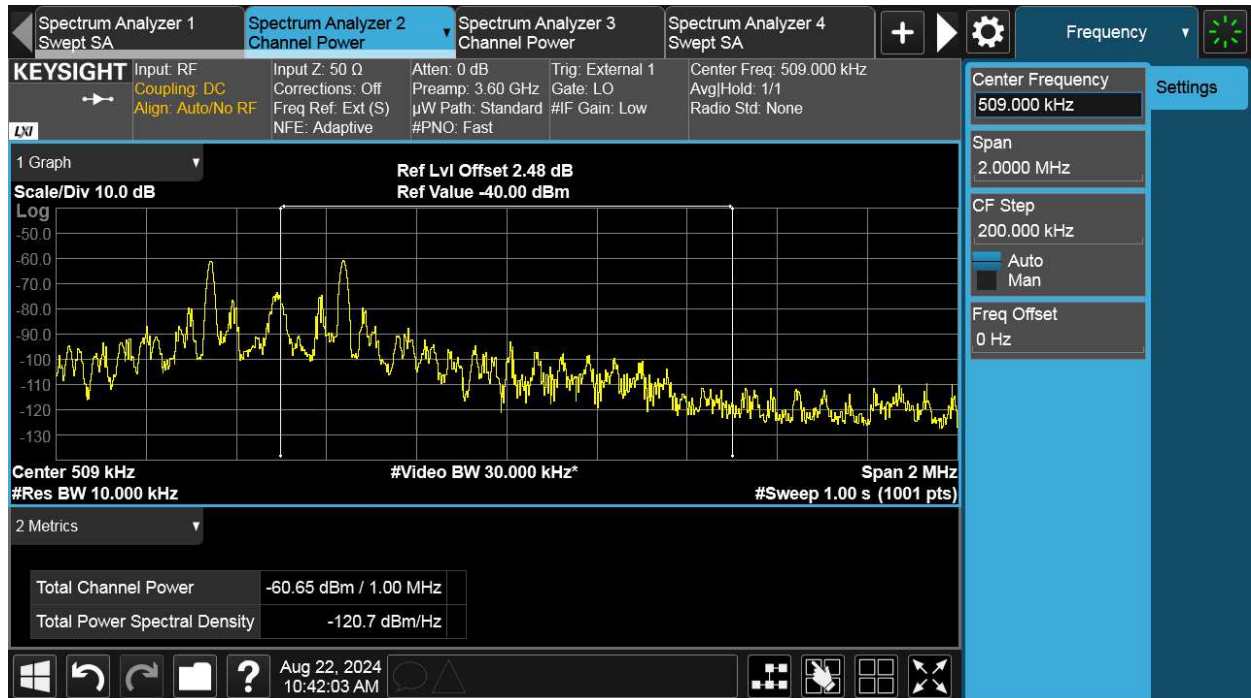 Spectrum Analyzer 1
Swept SA
Spectrum Analyzer 2
Channel Power
Spectrum Analyzer 3
Channel Power
Spectrum Analyzer 4
Swept SA
+
Frequency
KEYSIGHT
LXI
Input: RF
Coupling: DC
Align: Auto/No RF
Input Z: 50 Ω
Corrections: Off
Freq Ref: Ext (S)
NFE: Adaptive
Atten: 0 dB
Preamp: 3.60 GHz
µW Path: Standard
#PNO: Fast
Trig: External 1
Gate: LO
#IF Gain: Low
Center Freq: 509.000 kHz
Avg|Hold: 1/1
Radio Std: None
Center Frequency
509.000 kHz
Settings
Span
2.0000 MHz
CF Step
200.000 kHz
Auto
Man
Freq Offset
0 Hz
1 Graph
Scale/Div 10.0 dB
Ref Lvl Offset 2.48 dB
Ref Value -40.00 dBm
Log
-50.0
-60.0
-70.0
-80.0
-90.0
-100
-110
-120
-130
Center 509 kHz
#Video BW 30.000 kHz*
Span 2 MHz
#Res BW 10.000 kHz
#Sweep 1.00 s (1001 pts)
2 Metrics
Total Channel Power -60.65 dBm / 1.00 MHz
Total Power Spectral Density -120.7 dBm/Hz
?
Aug 22, 2024
10:42:03 AM